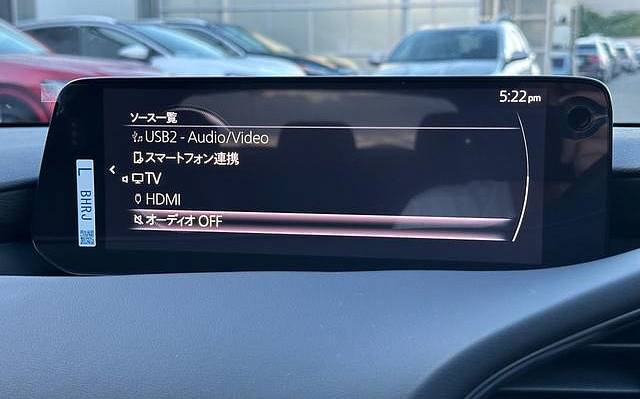 5:22pm
ソース一覧
USB2 - Audio/Video
スマートフォン連携
TV
HDMI
オーディオ OFF
L BHRJ